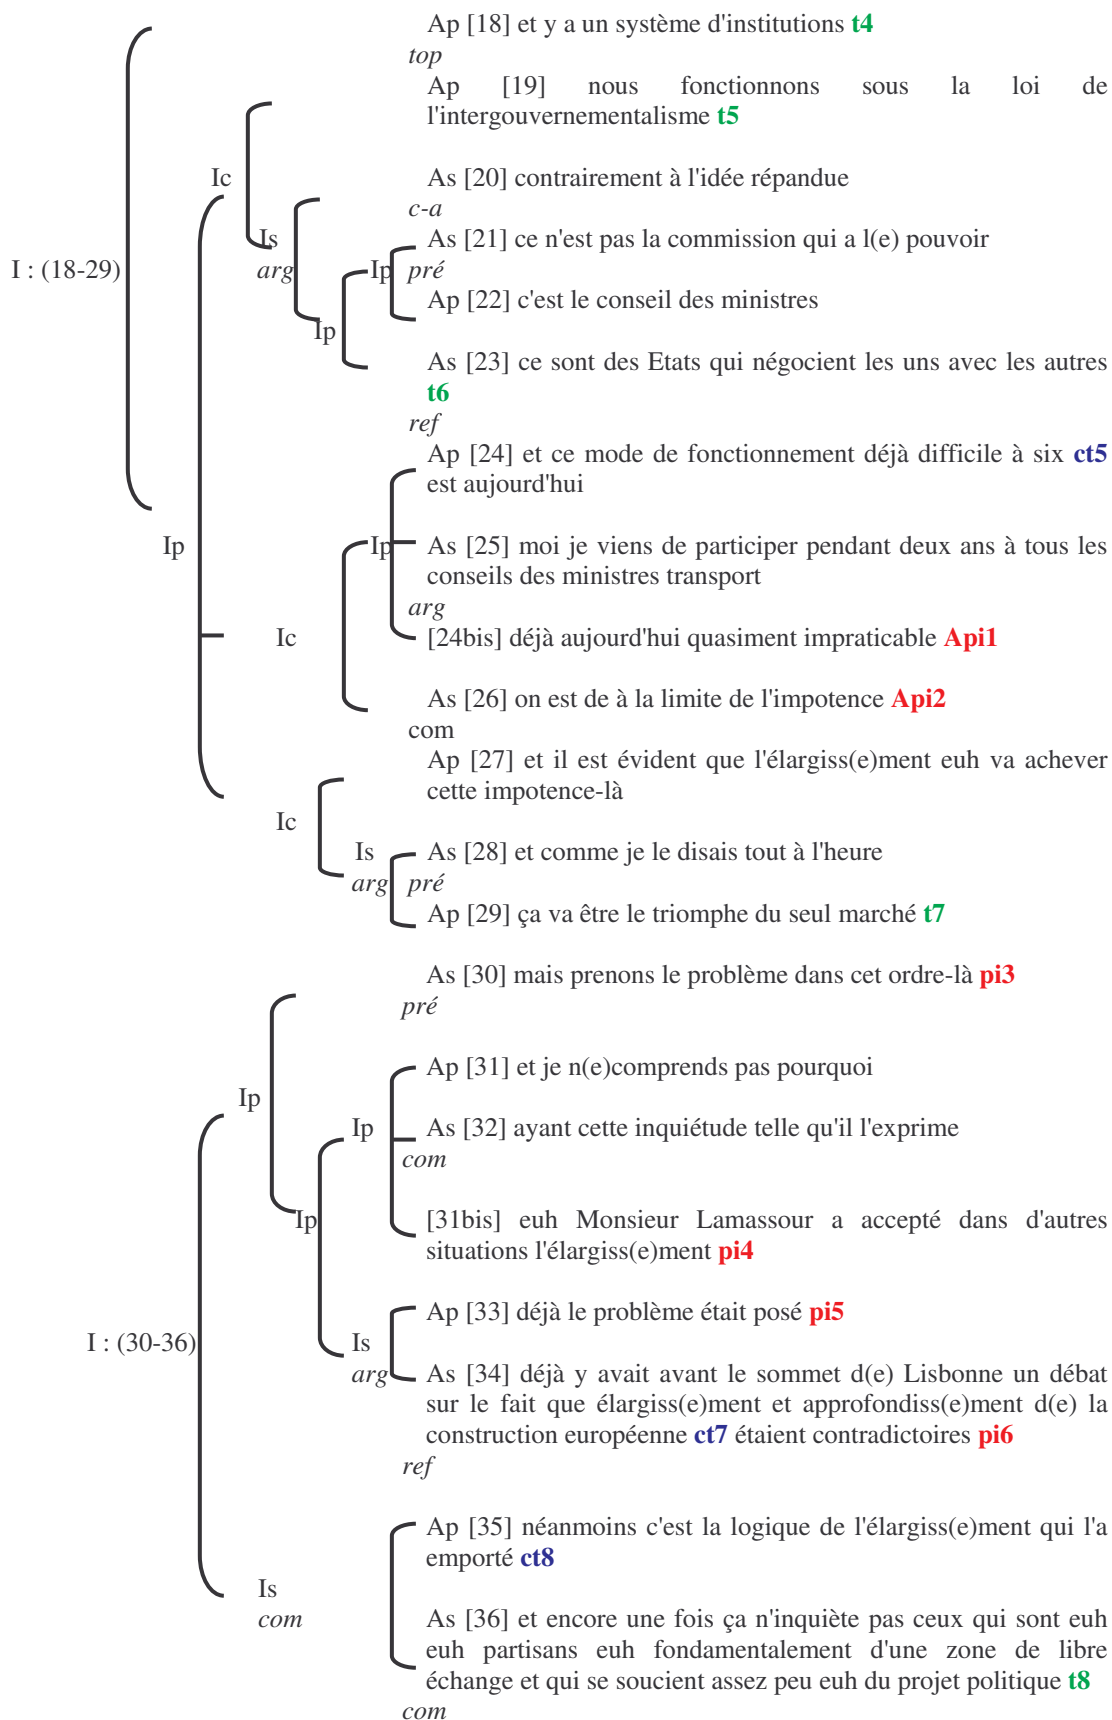 Ap [18] et y a un système d'institutions t4
top
Ap [19] nous fonctionnons sous la loi de
l'intergouvernementalisme t5
Ic
As [20] contrairement à l'idée répandue
c-a
Is
As [21] ce n'est pas la commission qui a l(e) pouvoir
I : (18-29)
arg
Ip
pré
Ap [22] c'est le conseil des ministres
Ip
As [23] ce sont des Etats qui négocient les uns avec les autres
t6
ref
Ap [24] et ce mode de fonctionnement déjà difficile à six ct5
est aujourd'hui
Ip
Ip
As [25] moi je viens de participer pendant deux ans à tous les
conseils des ministres transport
arg
Ic
[24bis] déjà aujourd'hui quasiment impraticable Api1
As [26] on est de à la limite de l'impotence Api2
com
Ap [27] et il est évident que l'élargiss(e)ment euh va achever
cette impotence-là
Ic
Is
As [28] et comme je le disais tout à l'heure
arg
pré
Ap [29] ça va être le triomphe du seul marché t7
As [30] mais prenons le problème dans cet ordre-là pi3
pré
Ap [31] et je n(e)comprends pas pourquoi
Ip
Ip
As [32] ayant cette inquiétude telle qu'il l'exprime
com
Ip
[31bis] euh Monsieur Lamassour a accepté dans d'autres
situations l'élargiss(e)ment pi4
Ap [33] déjà le problème était posé pi5
I : (30-36)
Is
arg
As [34] déjà y avait avant le sommet d(e) Lisbonne un débat
sur le fait que élargiss(e)ment et approfondiss(e)ment d(e) la
construction européenne ct7 étaient contradictoires pi6
ref
Ap [35] néanmoins c'est la logique de l'élargiss(e)ment qui l'a
emporté ct8
Is
com
As [36] et encore une fois ça n'inquiète pas ceux qui sont euh
euh partisans euh fondamentalement d'une zone de libre
échange et qui se soucient assez peu euh du projet politique t8
com